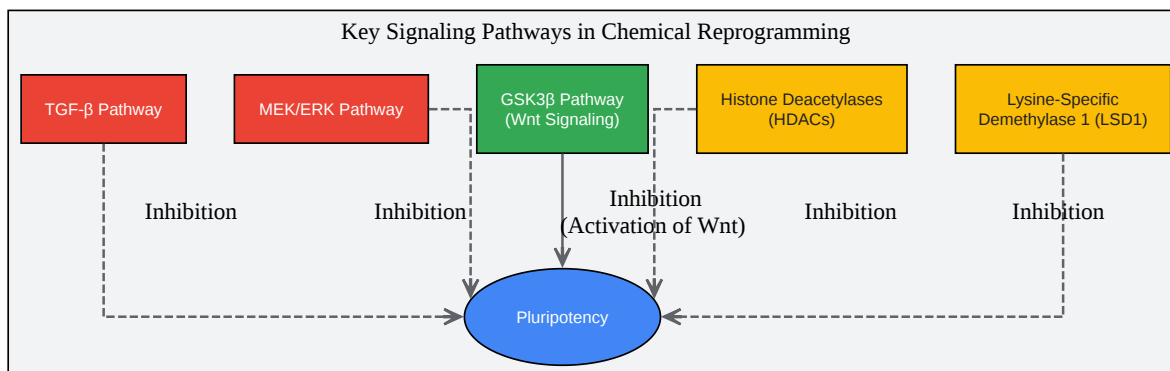 Key Signaling Pathways in Chemical Reprogramming
TGF-β Pathway
MEK/ERK Pathway
GSK3β Pathway
(Wnt Signaling)
Histone Deacetylases
(HDACs)
Lysine-Specific
Demethylase 1 (LSD1)
Inhibition
Inhibition
Inhibition
(Activation of Wnt)
Inhibition
Inhibition
Pluripotency